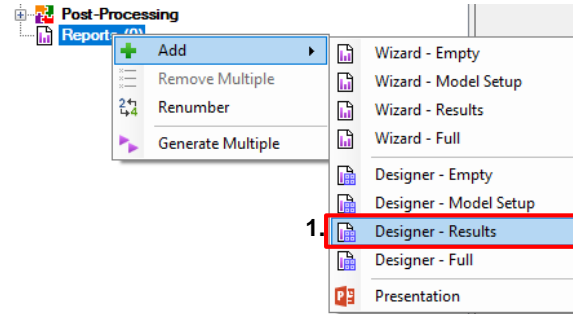 Post-Processing
Reports (0)
Add
Remove Multiple
Renumber
Generate Multiple
Wizard - Empty
Wizard - Model Setup
Wizard - Results
Wizard - Full
Designer - Empty
Designer - Model Setup
1. Designer - Results
Designer - Full
Presentation